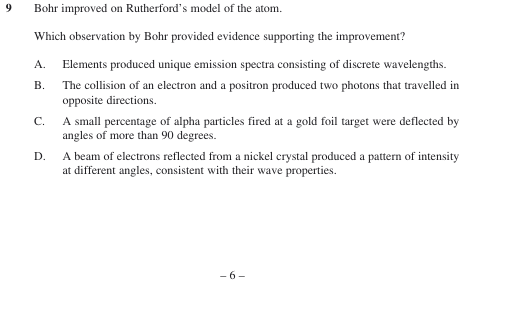 9 Bohr improved on Rutherford's model of the atom.
Which observation by Bohr provided evidence supporting the improvement?
A. Elements produced unique emission spectra consisting of discrete wavelengths.
B. The collision of an electron and a positron produced two photons that travelled in
opposite directions.
C. A small percentage of alpha particles fired at a gold foil target were deflected by
angles of more than 90 degrees.
D. A beam of electrons reflected from a nickel crystal produced a pattern of intensity
at different angles, consistent with their wave properties.
– 6 –